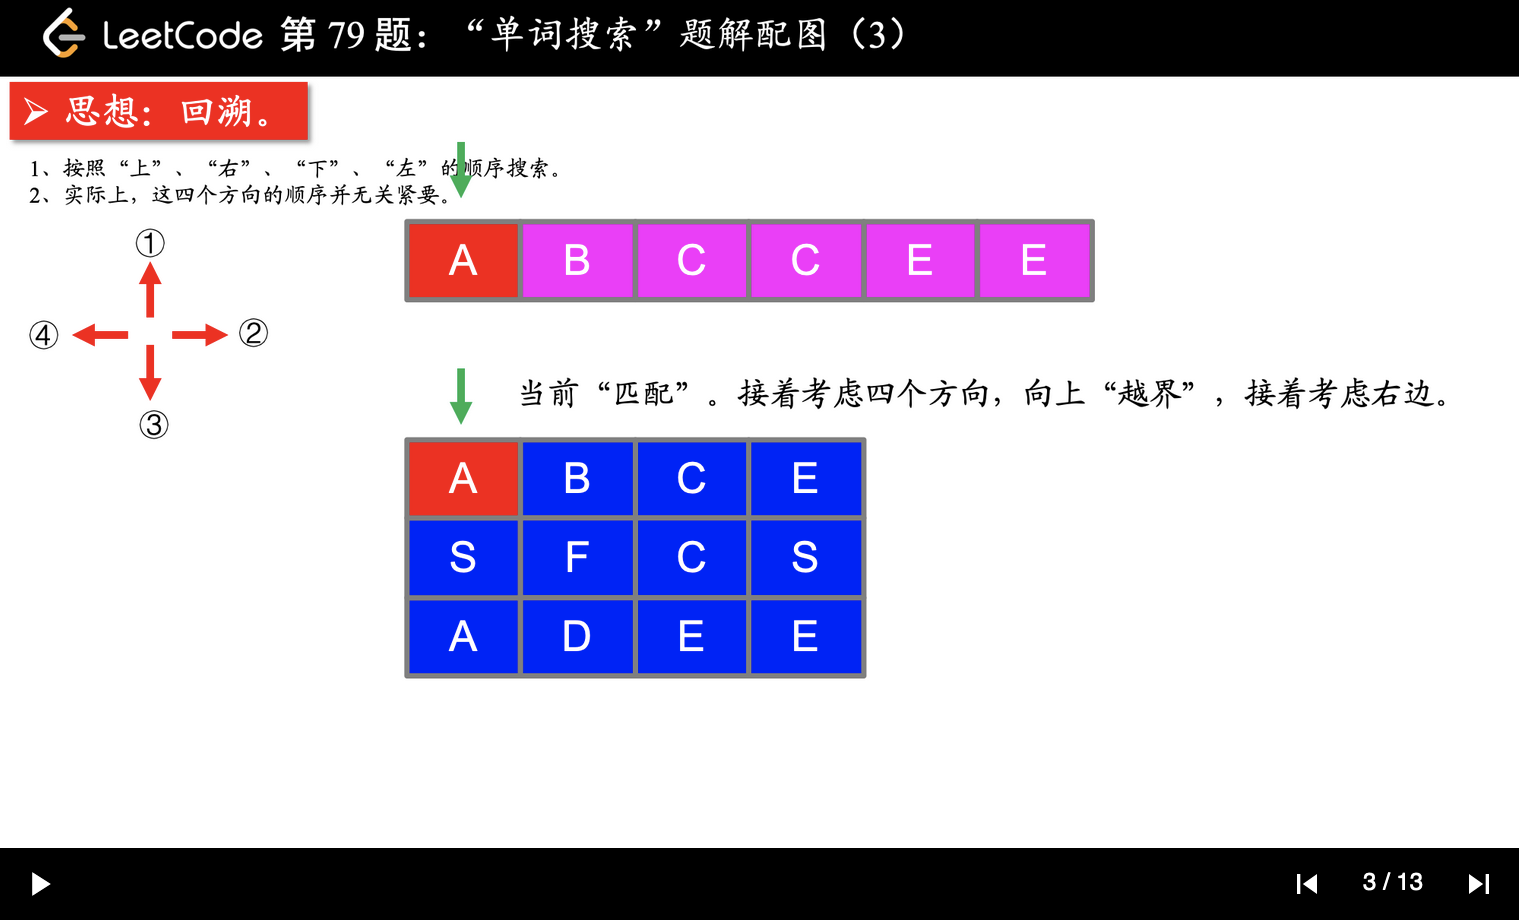 LeetCode 第 79 题：“单词搜索”题解配图（3）
思想：回溯。
1、按照“上”、“右”、“下”、“左”的顺序搜索。
2、实际上，这四个方向的顺序并无关紧要。
①
④ ②
③
A B C C E E
当前“匹配”。接着考虑四个方向，向上“越界”，接着考虑右边。
A B C E
S F C S
A D E E
3 / 13